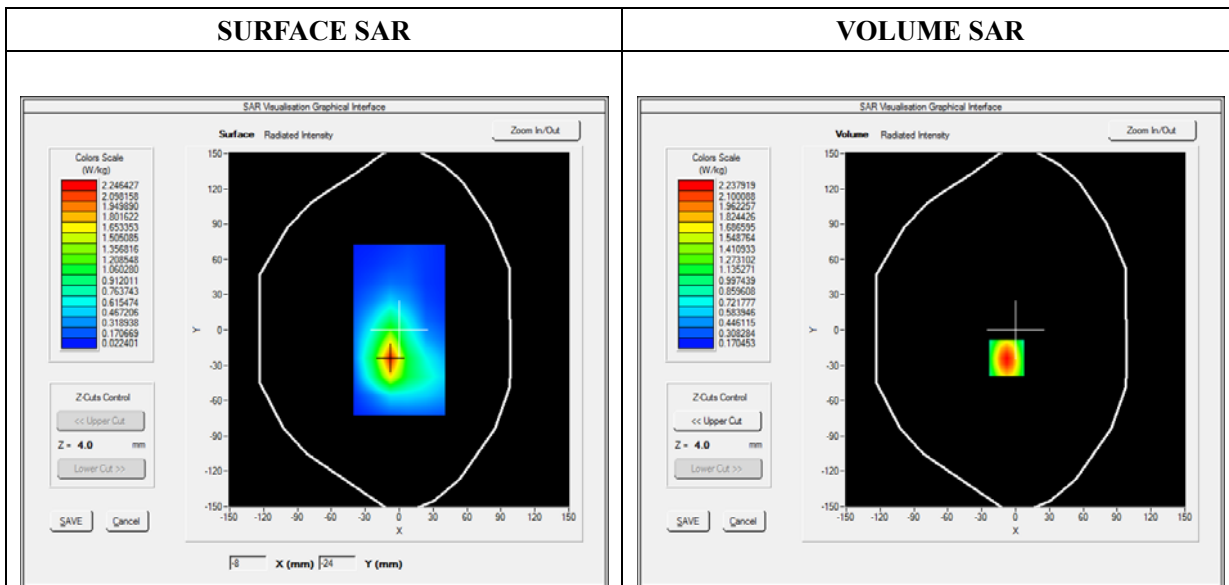 SURFACE SAR
VOLUME SAR
SAR Visualisation Graphical Interface
Surface Radiated Intensity
Zoom In/Out
Colors Scale
(W/kg)
2.246427
2.098158
1.949890
1.801622
1.653353
1.505085
1.356816
1.208548
1.060280
0.912011
0.763743
0.615474
0.467206
0.318938
0.170669
0.022401
Z-Cuts Control
<< Upper Cut
Z = 4.0 mm
Lower Cut >>
SAVE
Cancel
150
120
90
60
30
0
-30
-60
-90
-120
-150
Y
-150 -120 -90 -60 -30 0 30 60 90 120 150
X
-8 X (mm) -24 Y (mm)
SAR Visualisation Graphical Interface
Volume Radiated Intensity
Zoom In/Out
Colors Scale
(W/kg)
2.237919
2.100088
1.962257
1.824426
1.686595
1.548764
1.410933
1.273102
1.135271
0.997439
0.859608
0.721777
0.583946
0.446115
0.308284
0.170453
Z-Cuts Control
<< Upper Cut
Z = 4.0 mm
Lower Cut >>
SAVE
Cancel
150
120
90
60
30
0
-30
-60
-90
-120
-150
Y
-150 -120 -90 -60 -30 0 30 60 90 120 150
X